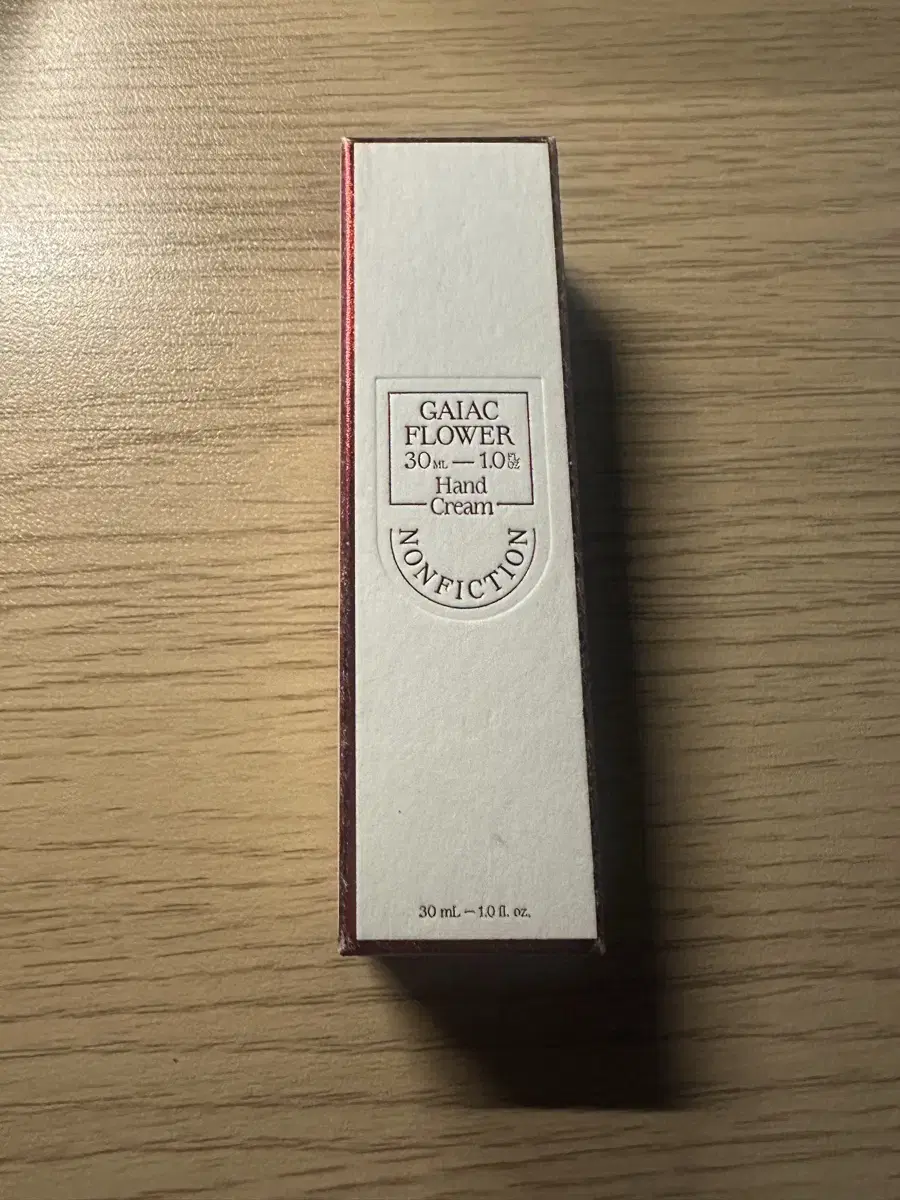 GAIAC
FLOWER
30 ML — 1.0 FL OZ
Hand
Cream
NONFICTION
30 mL — 1.0 fl. oz.